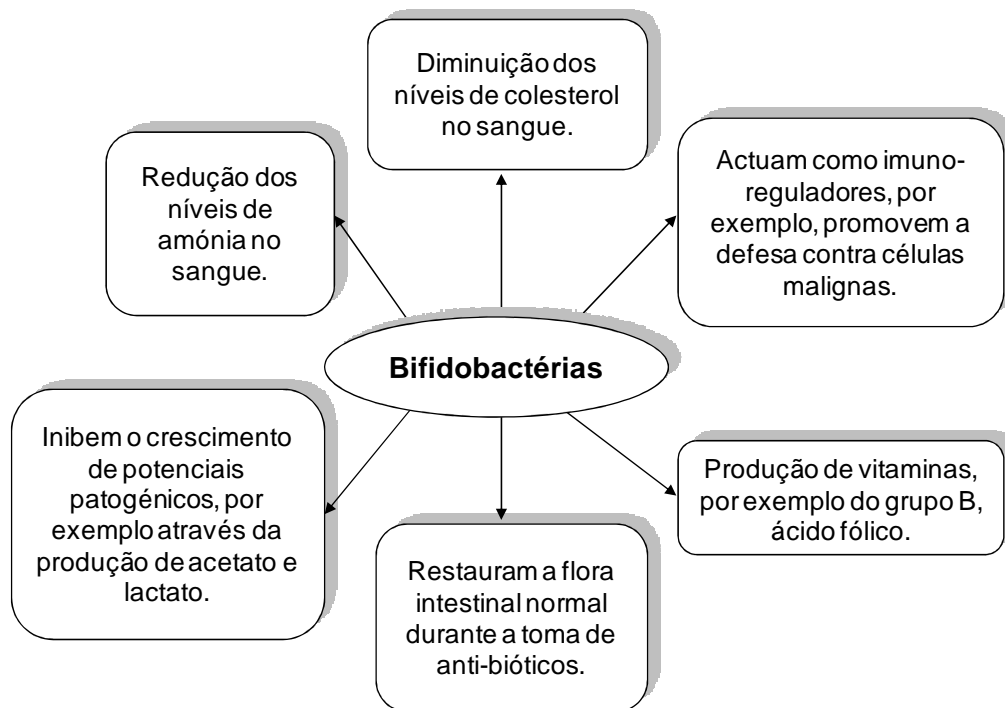 Diminuição dos
níveis de colesterol
no sangue.
Redução dos
níveis de
amónia no
sangue.
Actuam como imuno-
reguladores, por
exemplo, promovem a
defesa contra células
malignas.
Bifidobactérias
Inibem o crescimento
de potenciais
patogénicos, por
exemplo através da
produção de acetato e
lactato.
Restauram a flora
intestinal normal
durante a toma de
anti-bióticos.
Produção de vitaminas,
por exemplo do grupo B,
ácido fólico.